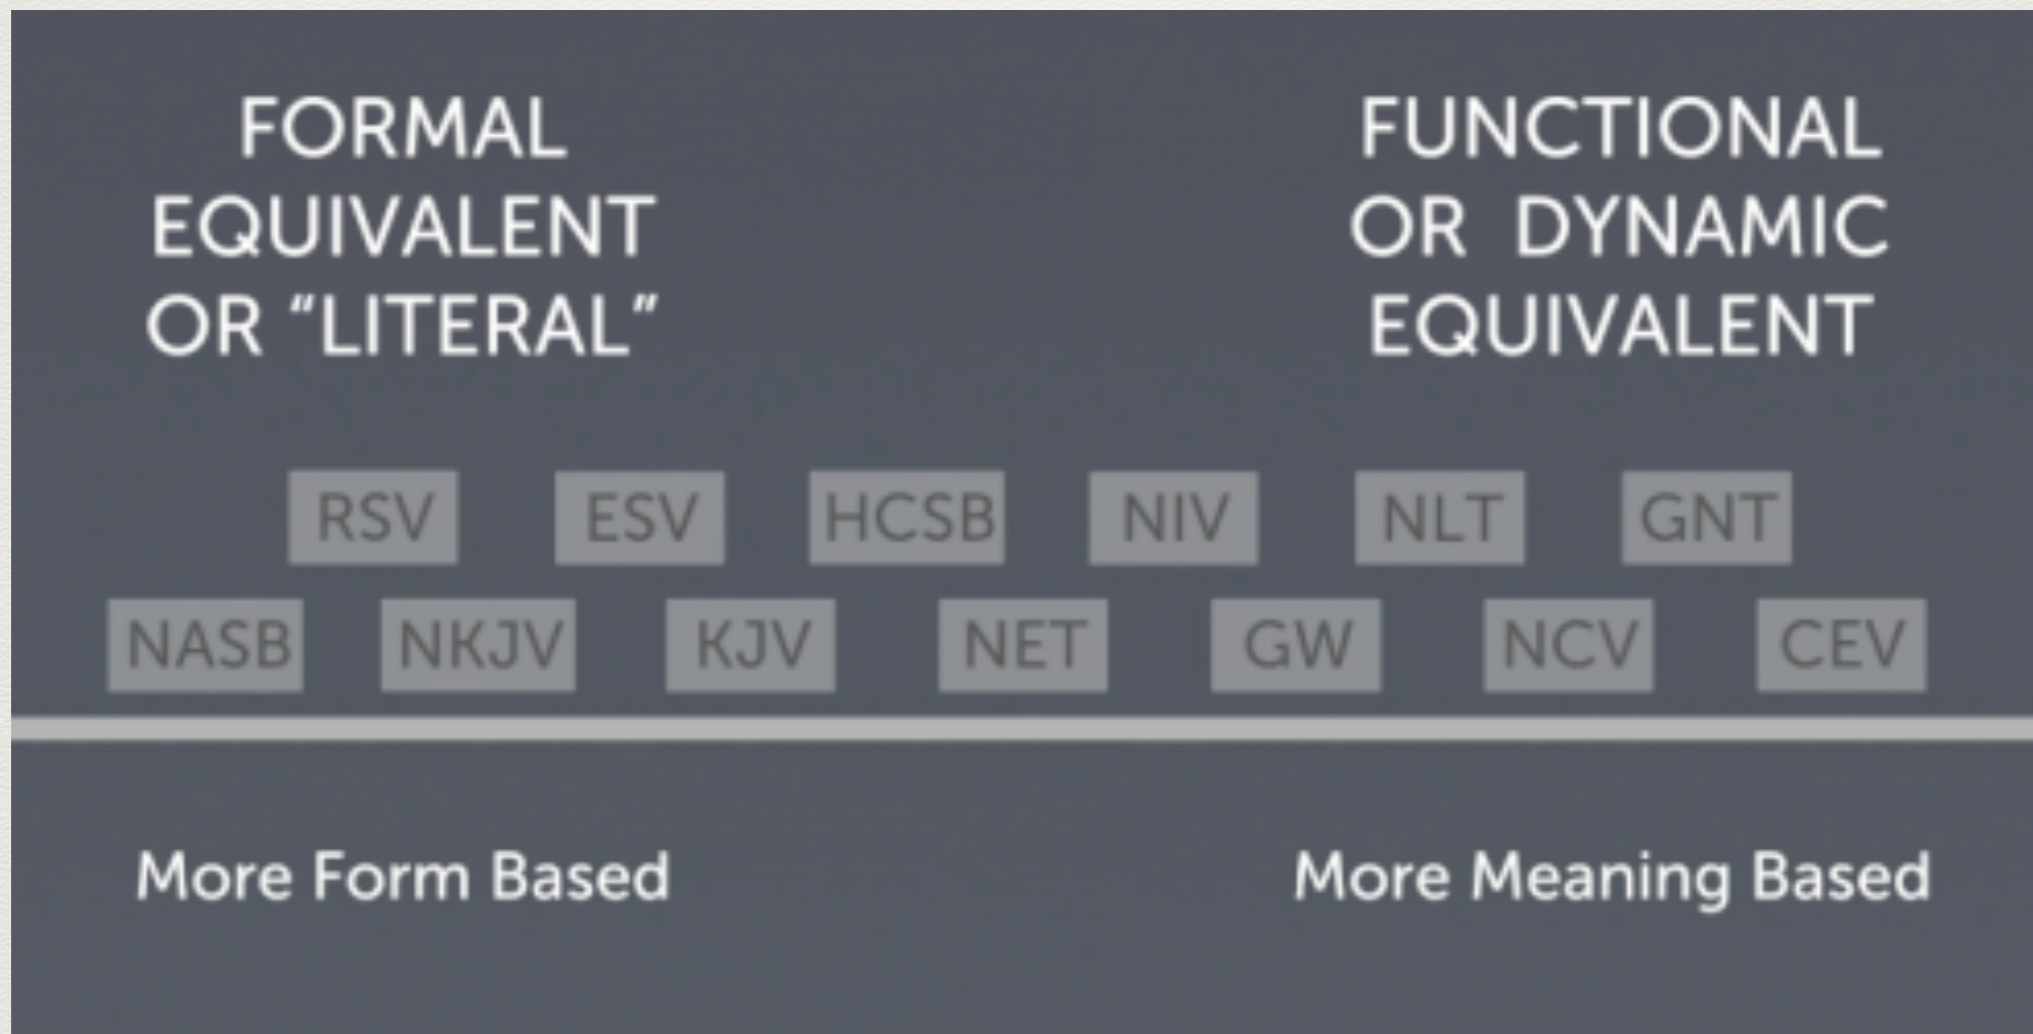 FORMAL
EQUIVALENT
OR “LITERAL”
FUNCTIONAL
OR DYNAMIC
EQUIVALENT
RSV ESV HCSB NIV NLT GNT
NASB NKJV KJV NET GW NCV CEV
More Form Based
More Meaning Based